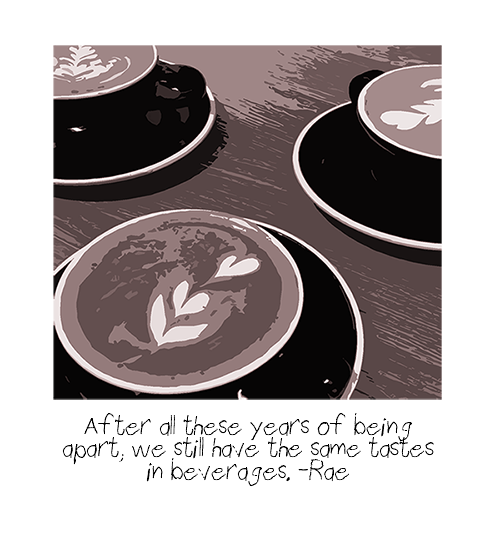 After all these years of being
apart, we still have the same tastes
in beverages. -Rae